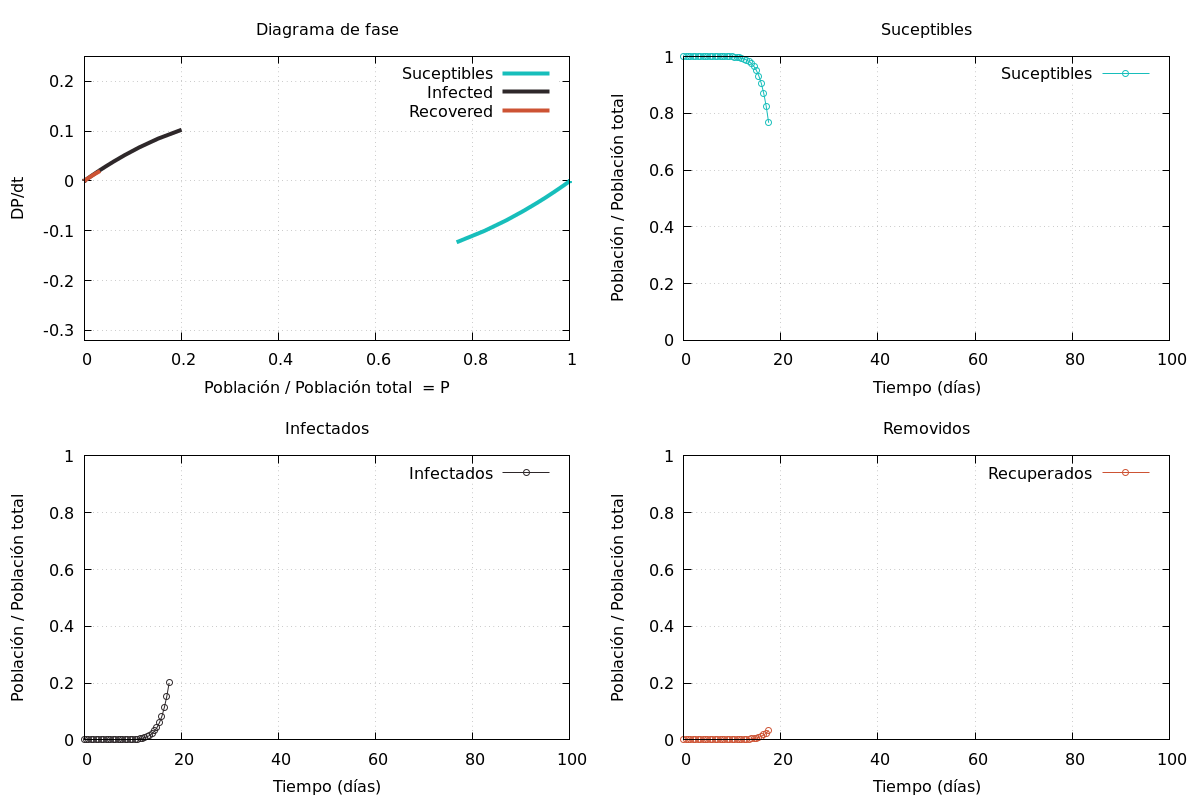 Diagrama de fase
Suceptibles
Infected
Recovered
0.2
0.1
0
-0.1
-0.2
-0.3
DP/dt
0 0.2 0.4 0.6 0.8 1
Población / Población total = P
Suceptibles
Suceptibles
1
0.8
0.6
0.4
0.2
0
Población / Población total
0 20 40 60 80 100
Tiempo (días)
Infectados
Infectados
1
0.8
0.6
0.4
0.2
0
Población / Población total
0 20 40 60 80 100
Tiempo (días)
Removidos
Recuperados
1
0.8
0.6
0.4
0.2
0
Población / Población total
0 20 40 60 80 100
Tiempo (días)